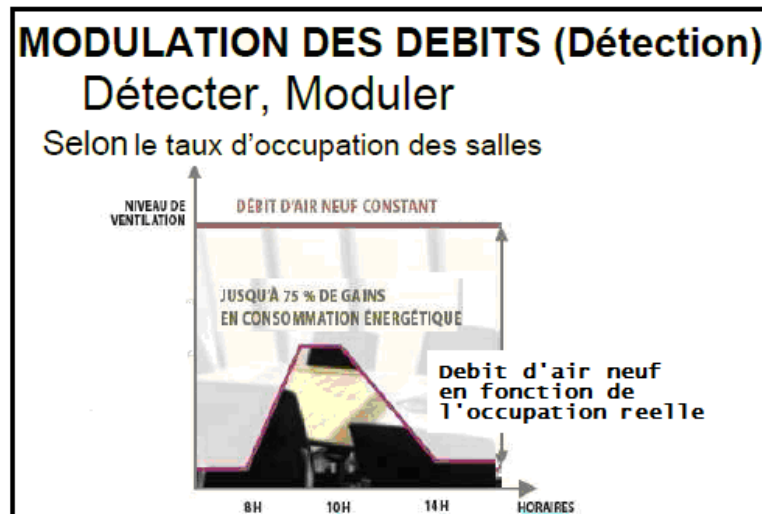 MODULATION DES DEBITS (Détection)
Détecter, Moduler
Selon le taux d'occupation des salles
NIVEAU DE
VENTILATION
DÉBIT D'AIR NEUF CONSTANT
JUSQU'À 75 % DE GAINS
EN CONSOMMATION ÉNERGÉTIQUE
Debit d'air neuf
en fonction de
l'occupation reelle
8H 10H 14H HORAIRES